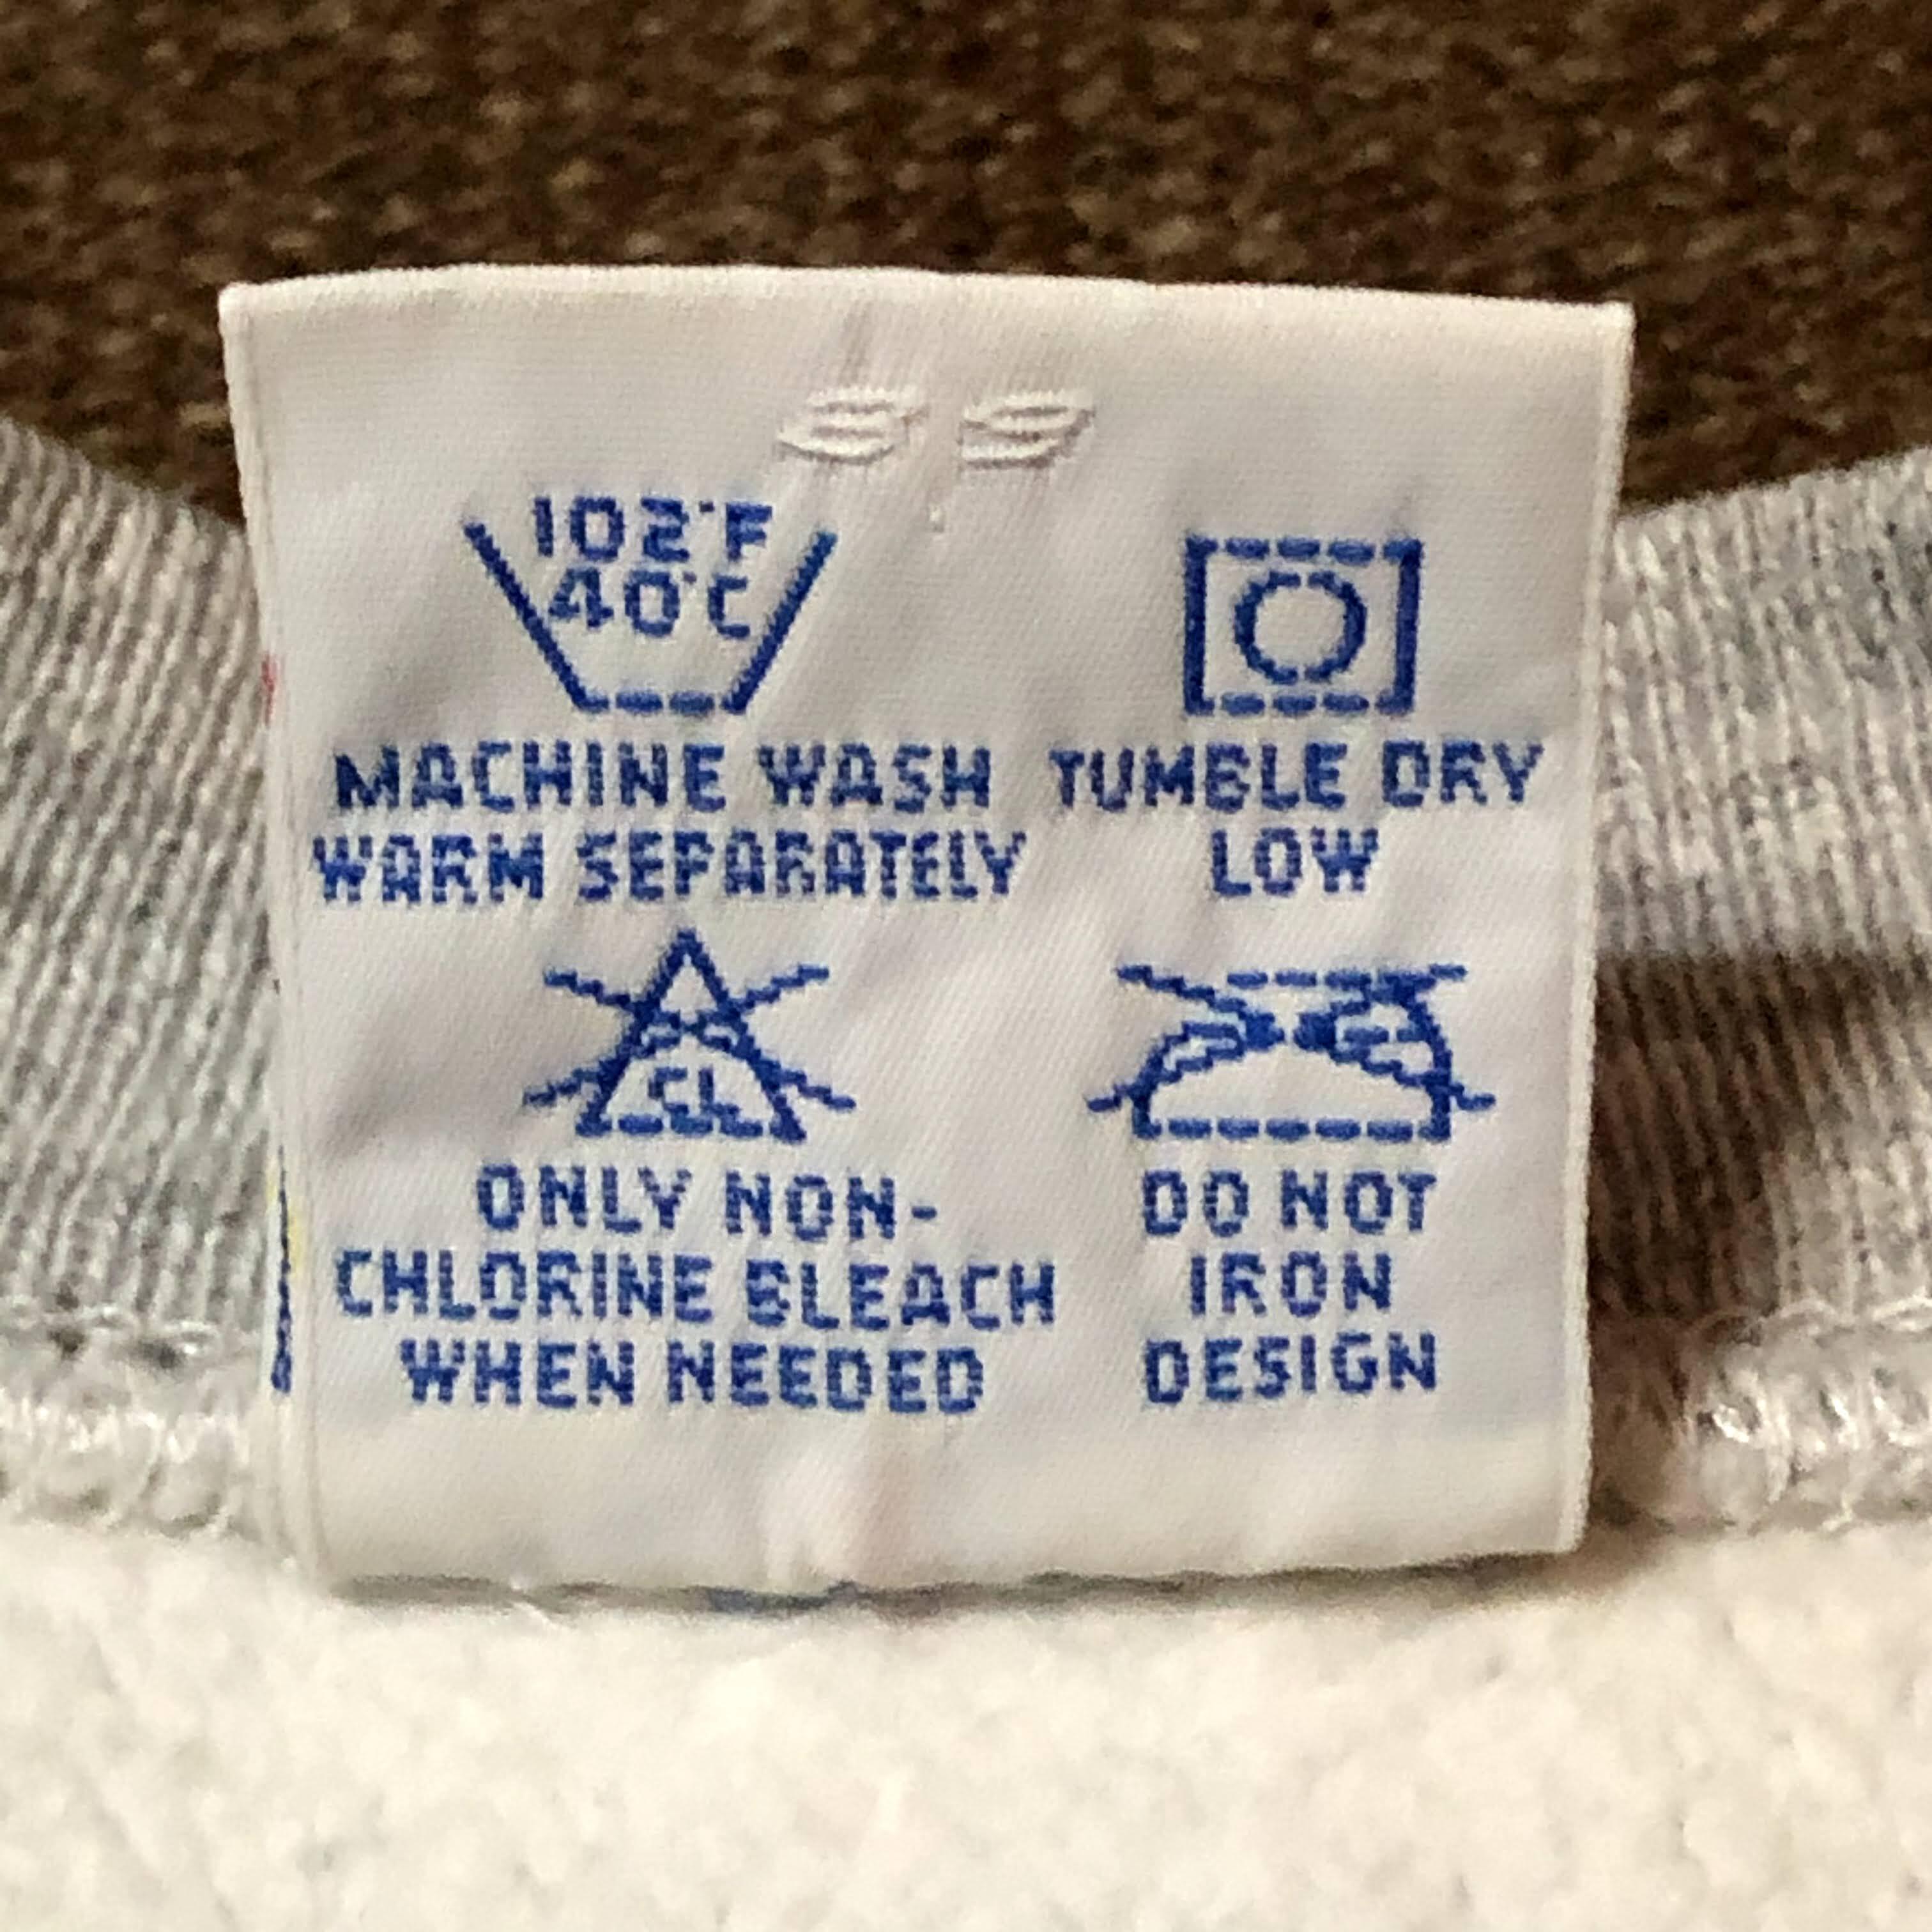 102°F
40°C
MACHINE WASH
WARM SEPARATELY
TUMBLE DRY
LOW
CL
ONLY NON-
CHLORINE BLEACH
WHEN NEEDED
DO NOT
IRON
DESIGN